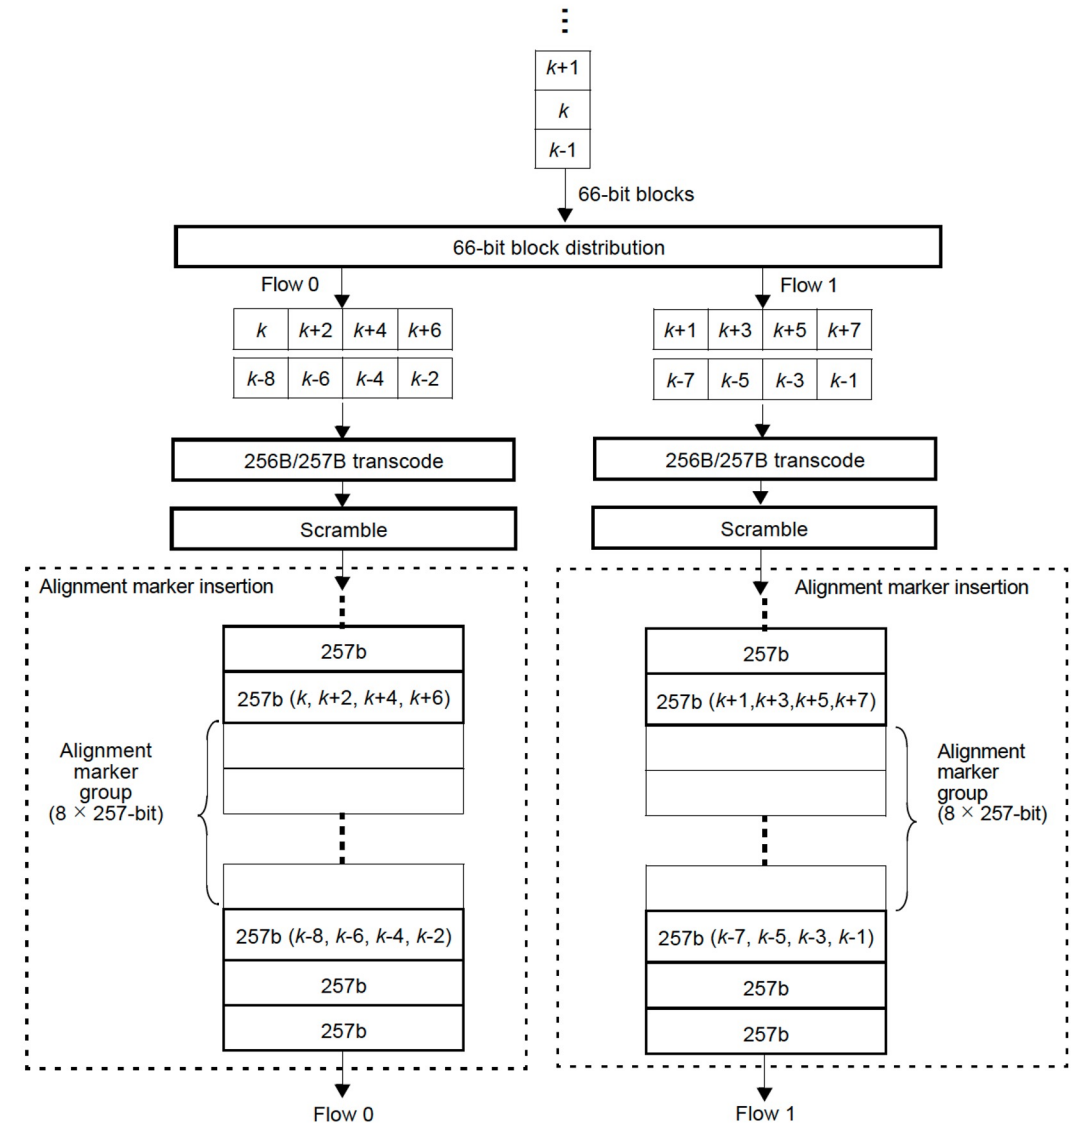 k+1
k
k-1
66-bit blocks
66-bit block distribution
Flow 0
Flow 1
k k+2 k+4 k+6
k+1 k+3 k+5 k+7
k-8 k-6 k-4 k-2
k-7 k-5 k-3 k-1
256B/257B transcode
256B/257B transcode
Scramble
Scramble
Alignment marker insertion
Alignment marker insertion
257b
257b
257b (k, k+2, k+4, k+6)
257b (k+1,k+3,k+5,k+7)
Alignment
marker
group
(8 × 257-bit)
Alignment
marker
group
(8 × 257-bit)
257b (k-8, k-6, k-4, k-2)
257b (k-7, k-5, k-3, k-1)
257b
257b
257b
257b
Flow 0
Flow 1